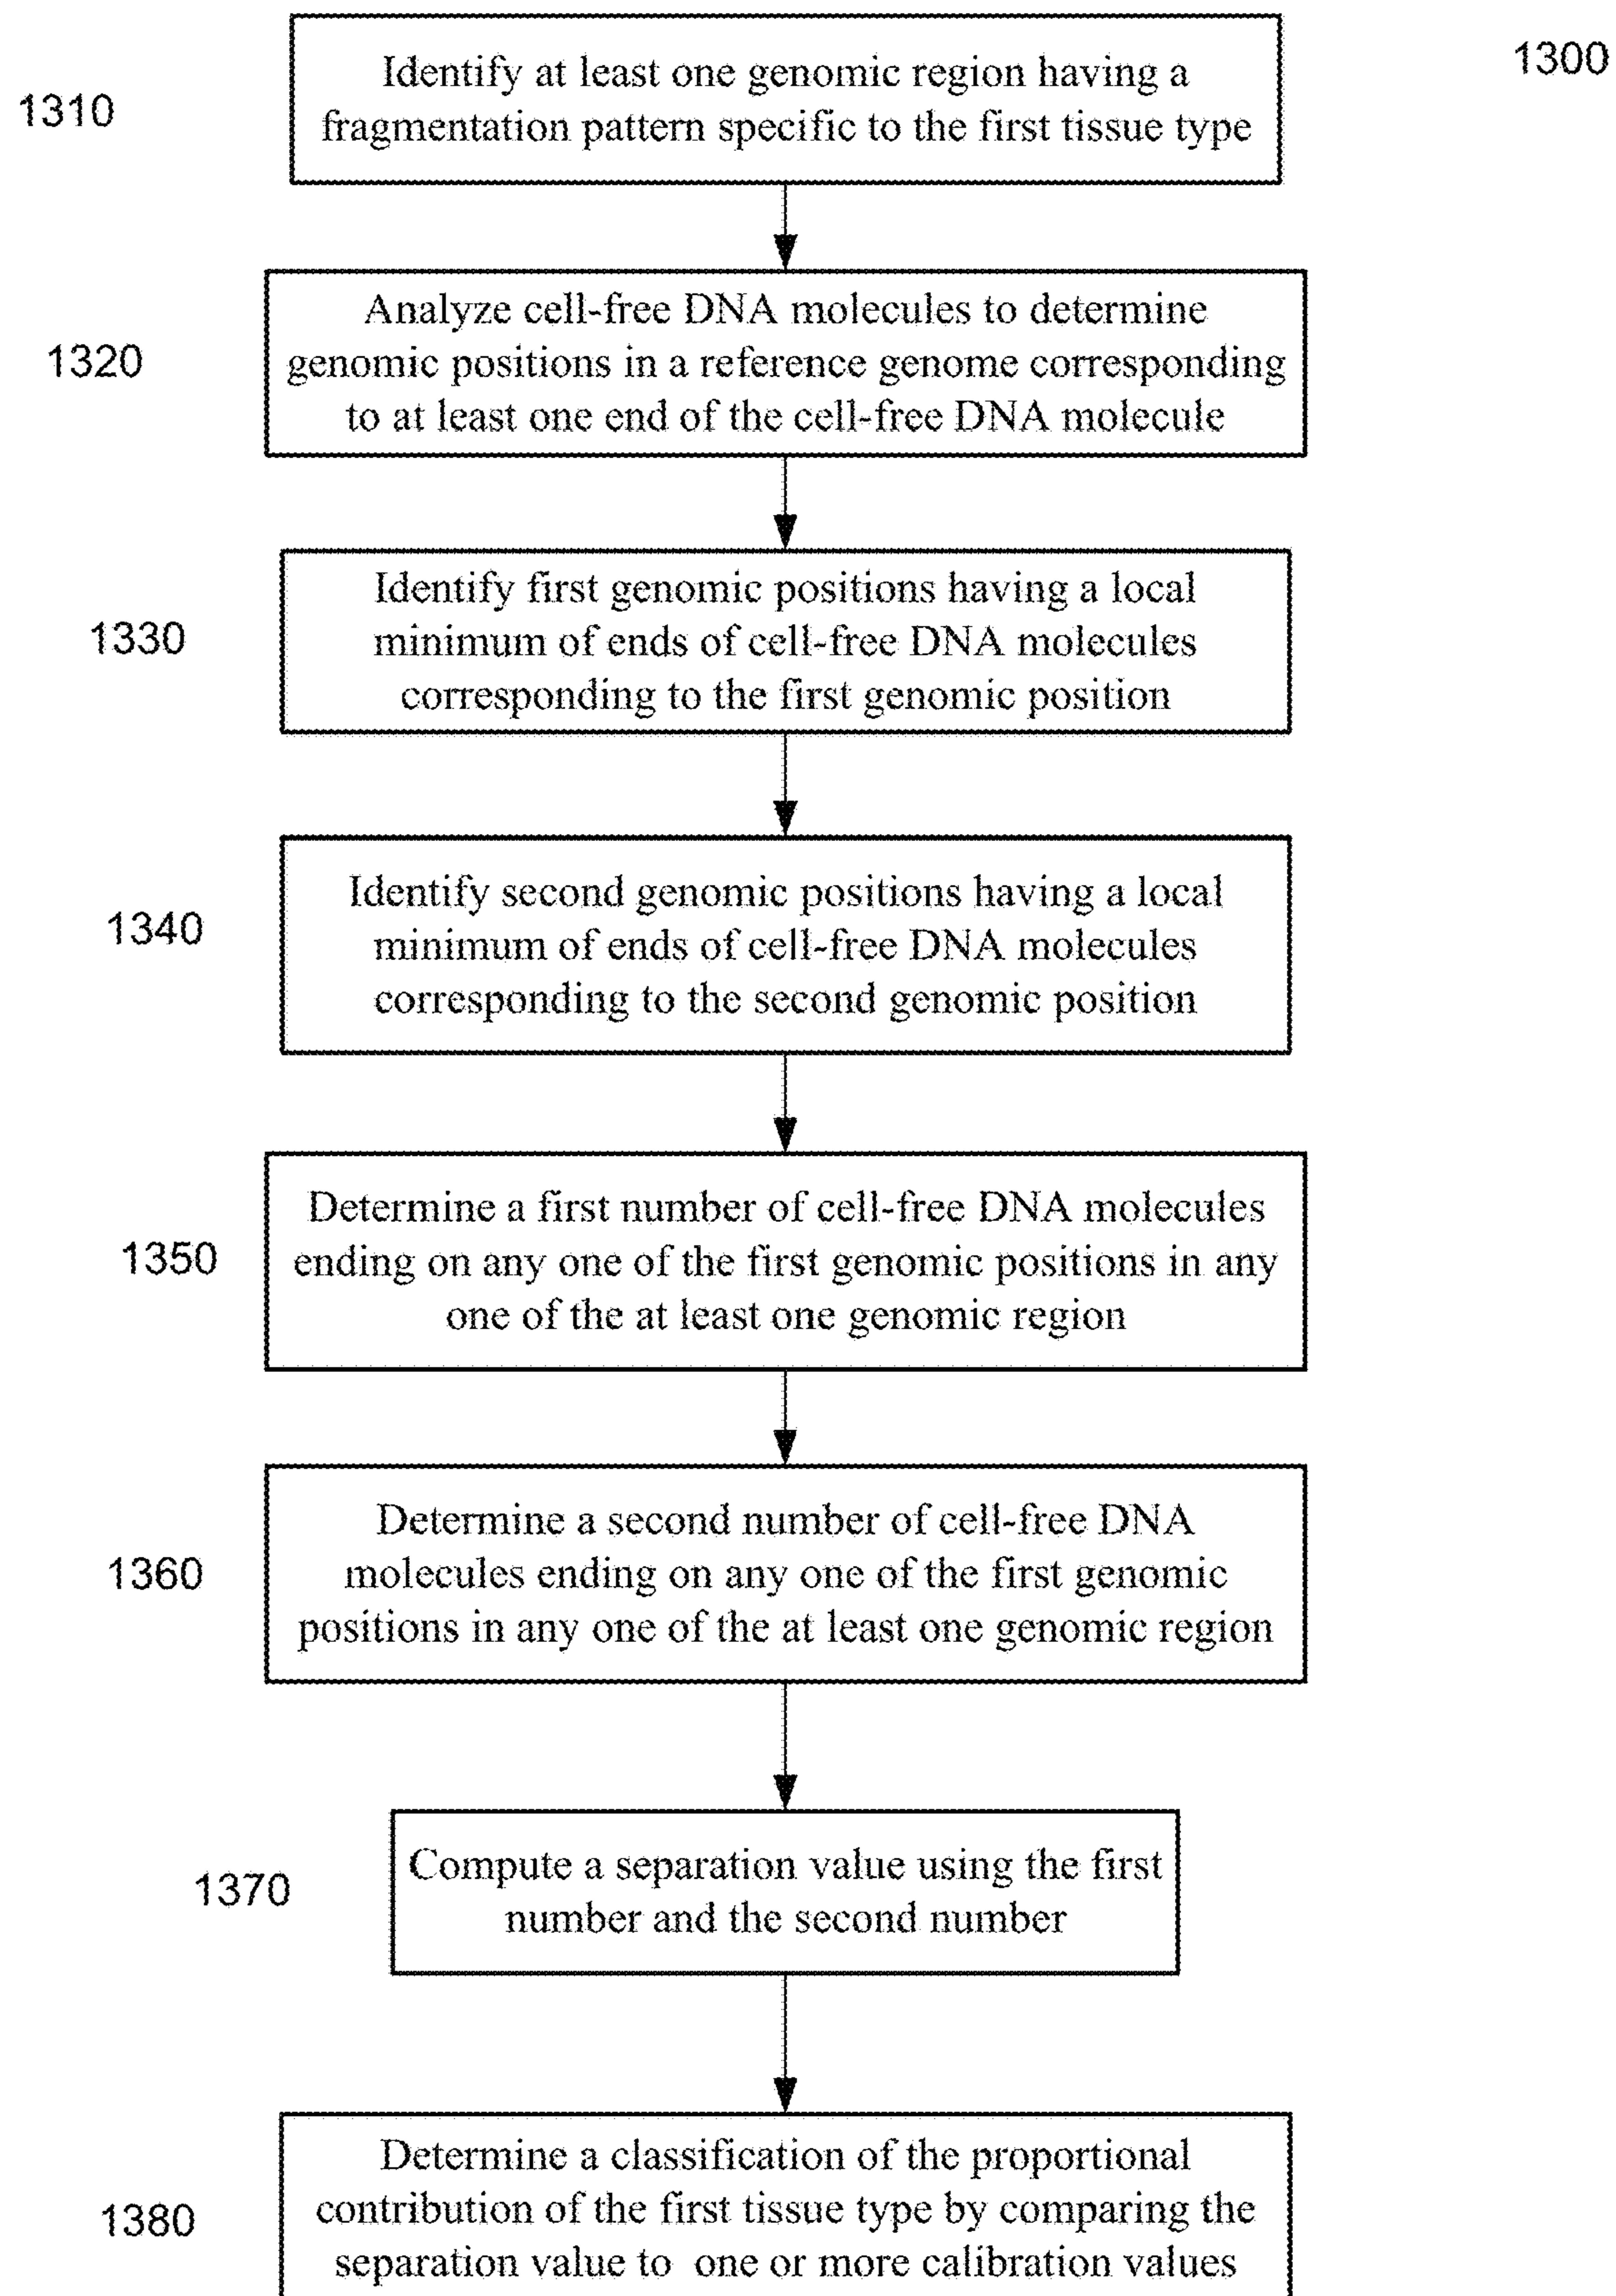 1300
1310
Identify at least one genomic region having a
fragmentation pattern specific to the first tissue type
1320
Analyze cell-free DNA molecules to determine
genomic positions in a reference genome corresponding
to at least one end of the cell-free DNA molecule
1330
Identify first genomic positions having a local
minimum of ends of cell-free DNA molecules
corresponding to the first genomic position
1340
Identify second genomic positions having a local
minimum of ends of cell-free DNA molecules
corresponding to the second genomic position
1350
Determine a first number of cell-free DNA molecules
ending on any one of the first genomic positions in any
one of the at least one genomic region
1360
Determine a second number of cell-free DNA
molecules ending on any one of the first genomic
positions in any one of the at least one genomic region
1370
Compute a separation value using the first
number and the second number
1380
Determine a classification of the proportional
contribution of the first tissue type by comparing the
separation value to one or more calibration values